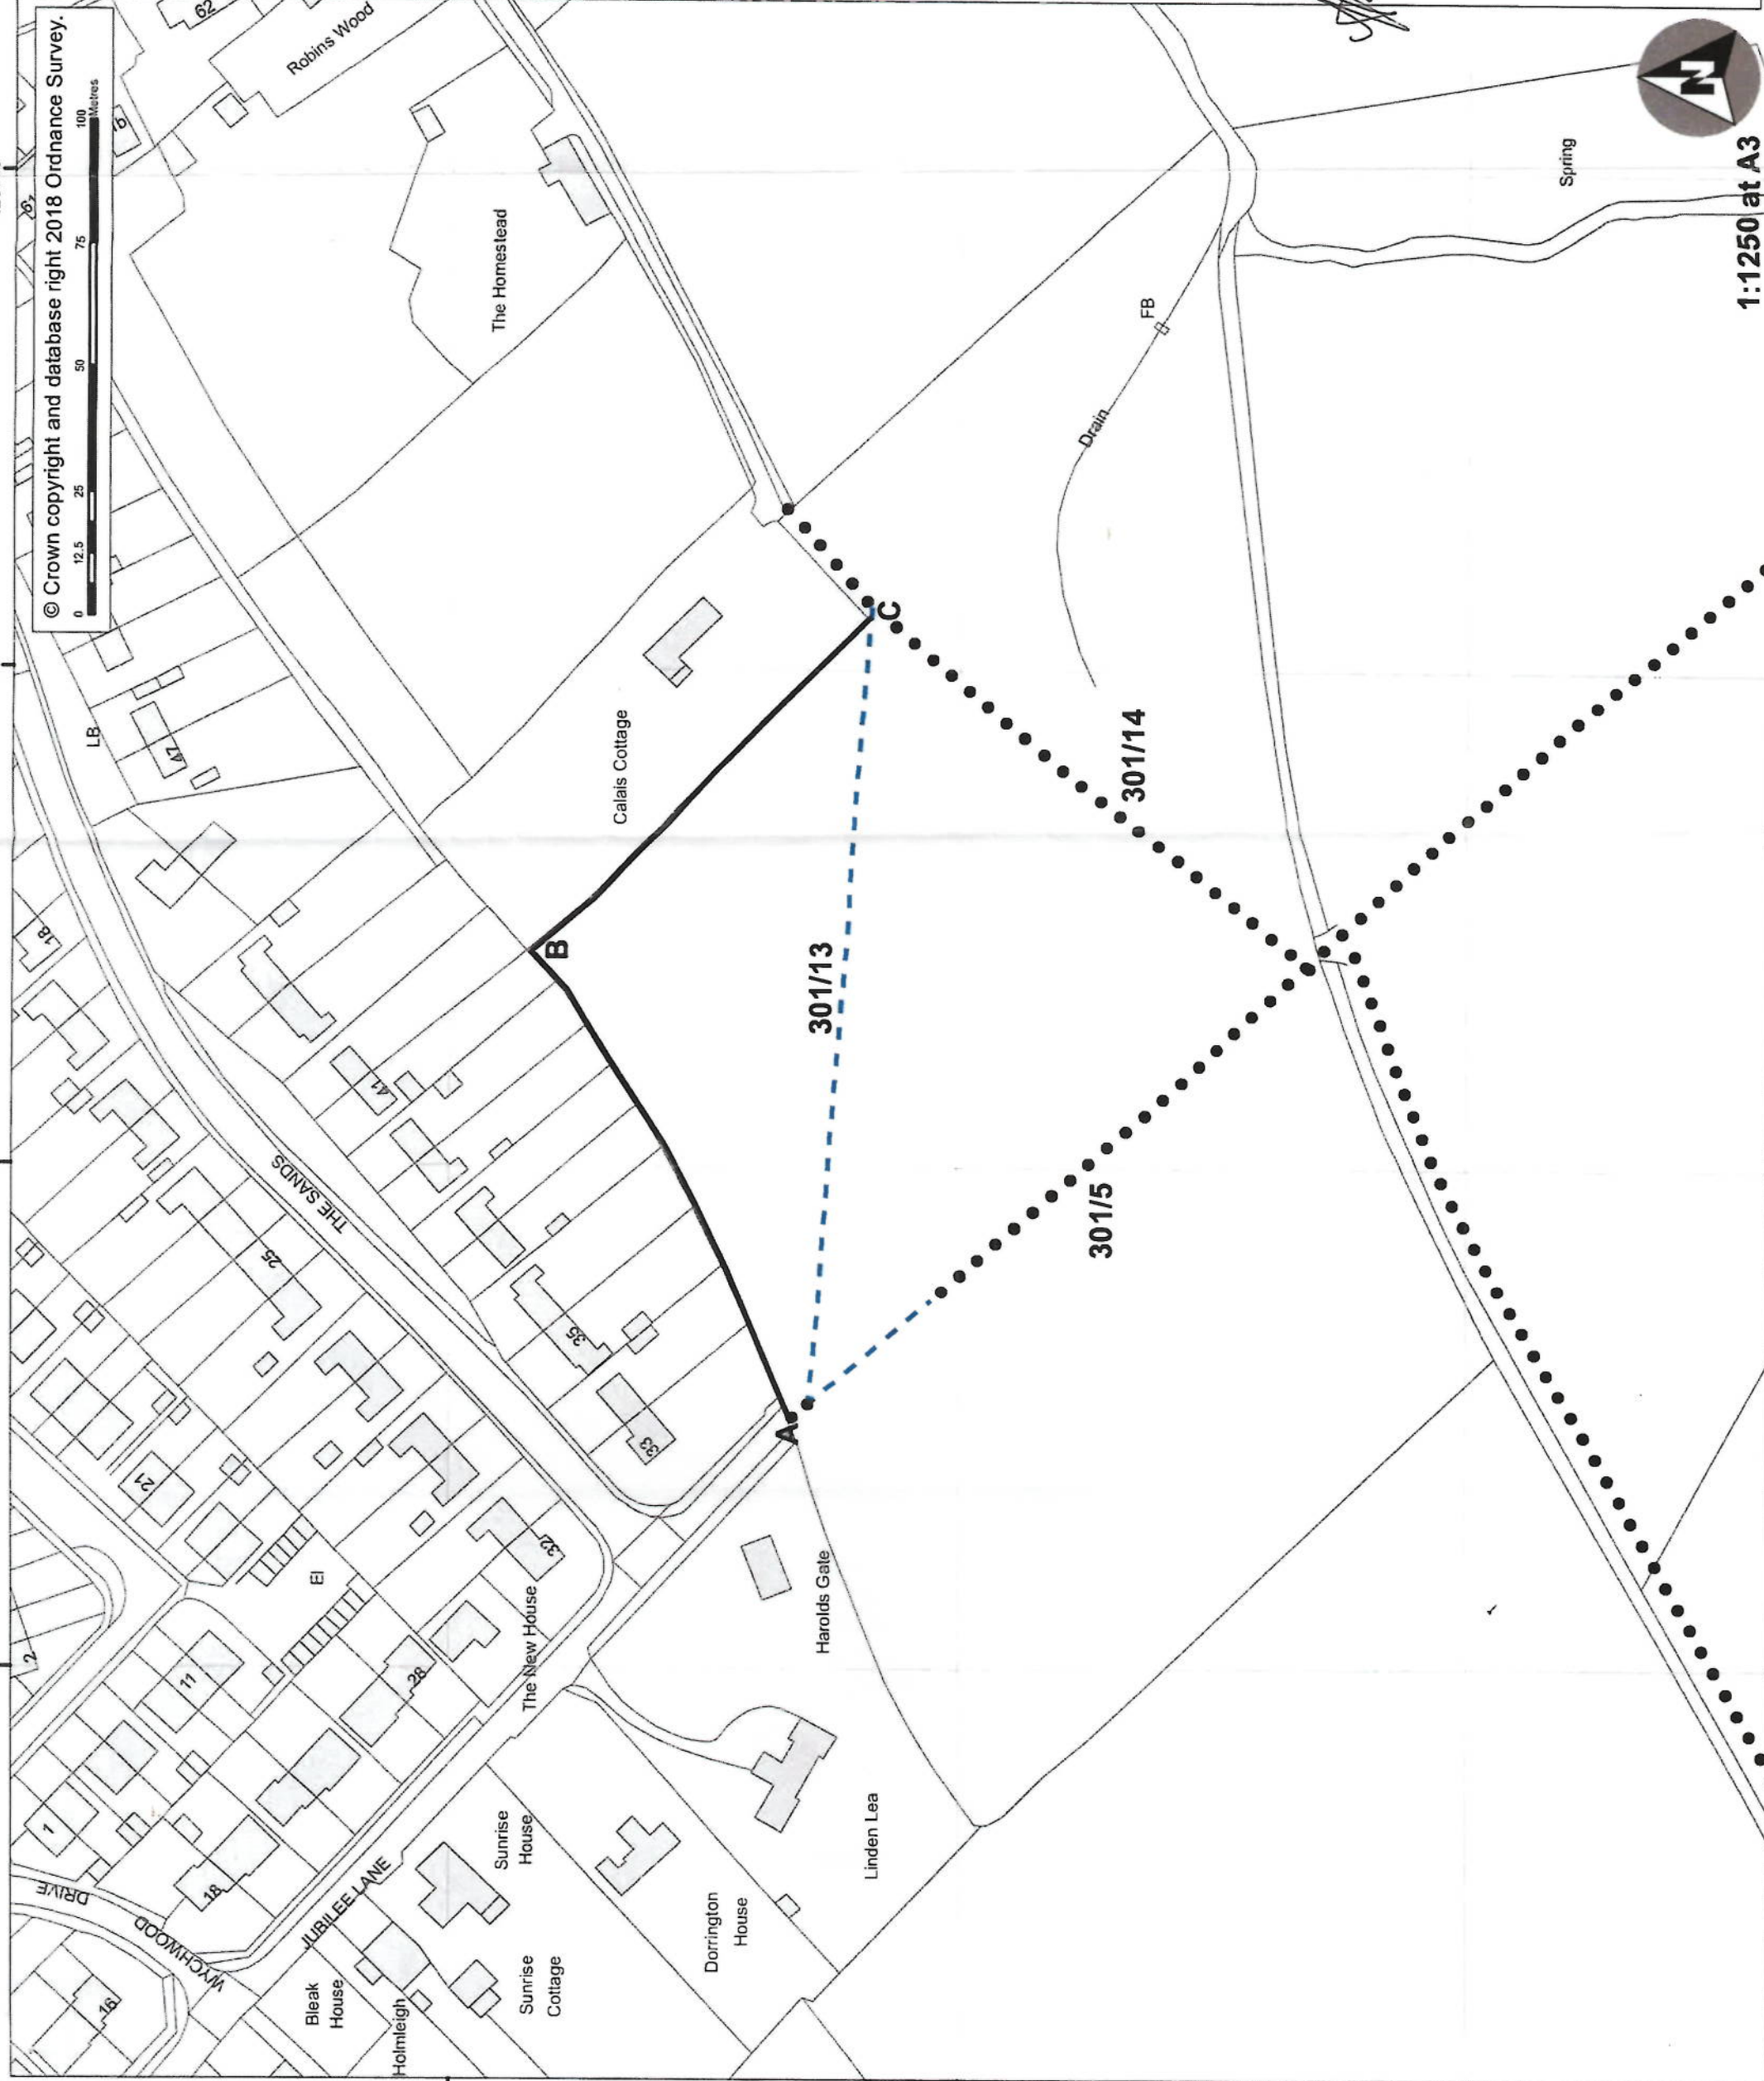 © Crown copyright and database right 2018 Ordnance Survey.
0 12.5 25 50 75 100
Metres
62
Robins Wood
The Homestead
LB
47
Calais Cottage
18
B
C
41
THE SANDS
25
35
33
A
301/13
301/14
301/5
Drain
FB
Spring
21
El
32
2
11
28
The New House
Harolds Gate
1
18
WYCHWOOD
DRIVE
JUBILEE LANE
Sunrise
House
Linden Lea
Dorrington
House
16
Bleak
House
Holmleigh
Sunrise
Cottage
N
1:1250 at A3